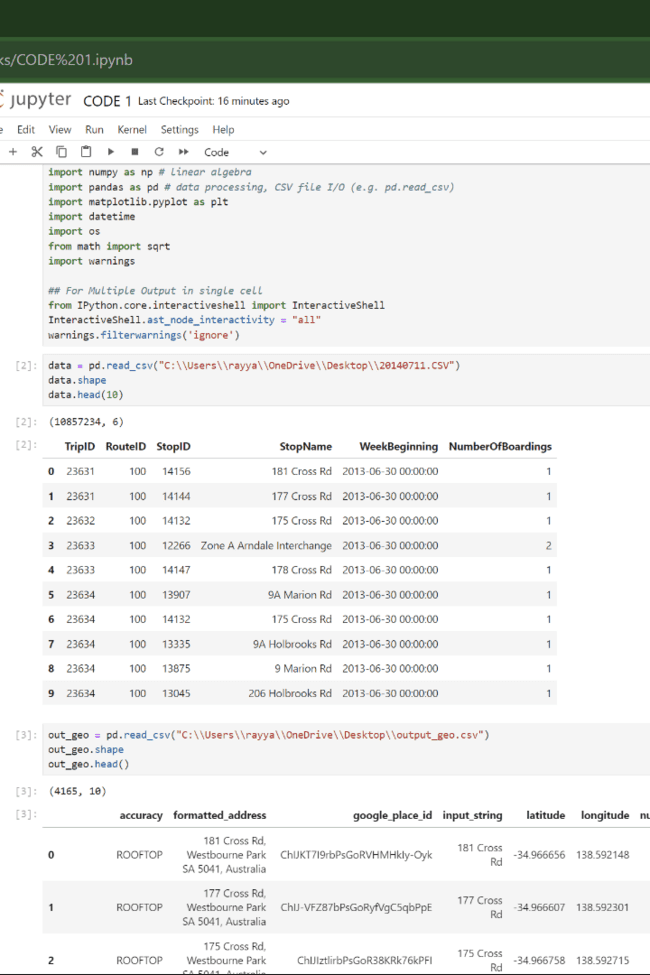 ks/CODE%201.ipynb
jupyter CODE 1 Last Checkpoint: 16 minutes ago
Edit View Run Kernel Settings Help
Code
import numpy as np # linear algebra
import pandas as pd # data processing, CSV file I/O (e.g. pd.read_csv)
import matplotlib.pyplot as plt
import datetime
import os
from math import sqrt
import warnings
## For Multiple Output in single cell
from IPython.core.interactiveshell import InteractiveShell
InteractiveShell.ast_node_interactivity = "all"
warnings.filterwarnings('ignore')
[2]: data = pd.read_csv("C:\\Users\\rayya\\OneDrive\\Desktop\\20140711.CSV")
data.shape
data.head(10)
[2]: (10857234, 6)
[2]: TripID RouteID StopID StopName WeekBeginning NumberOfBoardings
0 23631 100 14156 181 Cross Rd 2013-06-30 00:00:00 1
1 23631 100 14144 177 Cross Rd 2013-06-30 00:00:00 1
2 23632 100 14132 175 Cross Rd 2013-06-30 00:00:00 1
3 23633 100 12266 Zone A Arndale Interchange 2013-06-30 00:00:00 2
4 23633 100 14147 178 Cross Rd 2013-06-30 00:00:00 1
5 23634 100 13907 9A Marion Rd 2013-06-30 00:00:00 1
6 23634 100 14132 175 Cross Rd 2013-06-30 00:00:00 1
7 23634 100 13335 9A Holbrooks Rd 2013-06-30 00:00:00 1
8 23634 100 13875 9 Marion Rd 2013-06-30 00:00:00 1
9 23634 100 13045 206 Holbrooks Rd 2013-06-30 00:00:00 1
[3]: out_geo = pd.read_csv("C:\\Users\\rayya\\OneDrive\\Desktop\\output_geo.csv")
out_geo.shape
out_geo.head()
[3]: (4165, 10)
[3]: accuracy formatted_address google_place_id input_string latitude longitude nu
0 ROOFTOP 181 Cross Rd, Westbourne Park SA 5041, Australia ChIJKT7I9rbPsGoRVHMHkIy-Oyk 181 Cross Rd -34.966656 138.592148
1 ROOFTOP 177 Cross Rd, Westbourne Park SA 5041, Australia ChIJ-VFZ87bPsGoRyfVgC5qbPpE 177 Cross Rd -34.966607 138.592301
2 ROOFTOP 175 Cross Rd, Westbourne Park SA 5041, Australia ChIJIztlirbPsGoR38KRk76kPFI 175 Cross Rd -34.966758 138.592715